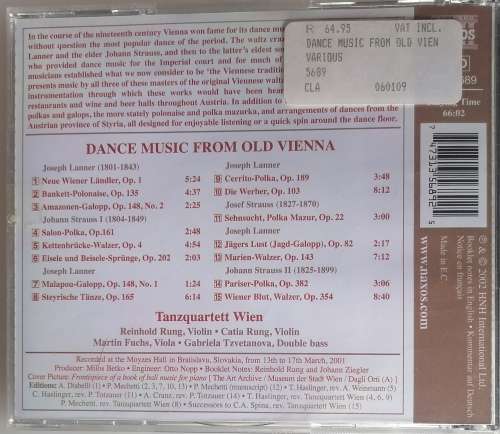 In the course of the nineteenth century Vienna won fame for its dance music
without question the most popular dance of the period. The waltz
Lanner and the elder Johann Strauss, and then to the latter's eldest
who provided dance music for the Imperial court and for much of
musicians established what we now consider to be 'the Viennese tradition
presents music by all three of these masters of the original Viennese waltz
instrumentation through which these works would have been hear
restaurants and wine and beer halls throughout Austria. In addition to
polkas and galops, the more stately polonaise and polka mazurka, and arrangements of dances from the
Austrian province of Styria, all designed for enjoyable listening or a quick spin around the dance floor.
R 64.95 VAT INCL.
DANCE MUSIC FROM OLD VIEN
VARIOUS
5689
CLA 060109
Time
66:02
DANCE MUSIC FROM OLD VIENNA
Joseph Lanner (1801-1843)
1 Neue Wiener Ländler, Op. 1 5:24
2 Bankett-Polonaise, Op. 135 4:37
3 Amazonen-Galopp, Op. 148, No. 2 2:25
Johann Strauss I (1804-1849)
4 Salon-Polka, Op.161 2:48
5 Kettenbrücke-Walzer, Op. 4 5:36
6 Eisele und Beisele-Sprünge, Op. 202 3:03
Joseph Lanner
7 Malapou-Galopp, Op. 148, No. 1 2:21
8 Steyrische Tänze, Op. 165 6:14
Joseph Lanner
9 Cerrito-Polka, Op. 189 3:48
10 Die Werber, Op. 103 8:12
Josef Strauss (1827-1870)
11 Sehnsucht, Polka Mazur, Op. 22 3:00
Joseph Lanner
12 Jägers Lust (Jagd-Galopp), Op. 82 2:17
13 Marien-Walzer, Op. 143 7:12
14 Pariser-Polka, Op. 382 3:06
Johann Strauss II (1825-1899)
15 Wiener Blut, Walzer, Op. 354 8:40
Tanzquartett Wien
Reinhold Rung, Violin • Catia Rung, Violin
Martin Fuchs, Viola • Gabriela Tzvetanova, Double bass
Recorded at the Moyzes Hall in Bratislava, Slovakia, from 13th to 17th March, 2001
Producer: Milos Betko • Engineer: Otto Nopp • Booklet Notes: Reinhold Rung and Johann Ziegler
Cover Picture: Frontispiece of a book of ball music for piano [ The Art Archive / Museum der Stadt Wien / Dagli Orti (A) ]
Editions: A. Diabelli (1) • P. Mechetti (2, 3, 7, 10, 13) • P. Mechetti (manuscript) (12) • T. Haslinger, rev. A. Weinmann (5)
C. Haslinger, rev. P. Totzauer (11) • A. Cranz, rev. P. Totzauer (14) • T. Haslinger, rev. Tanzquartett Wien (4, 6, 9)
P. Mechetti, rev. Tanzquartett Wien (8) • Successors to C.A. Spina, rev. Tanzquartett Wien (15)
℗ & © 2002 HNH International Ltd.
Booklet notes in English • Kommentar auf Deutsch
Notice en français
Made in E.C.
www.naxos.com